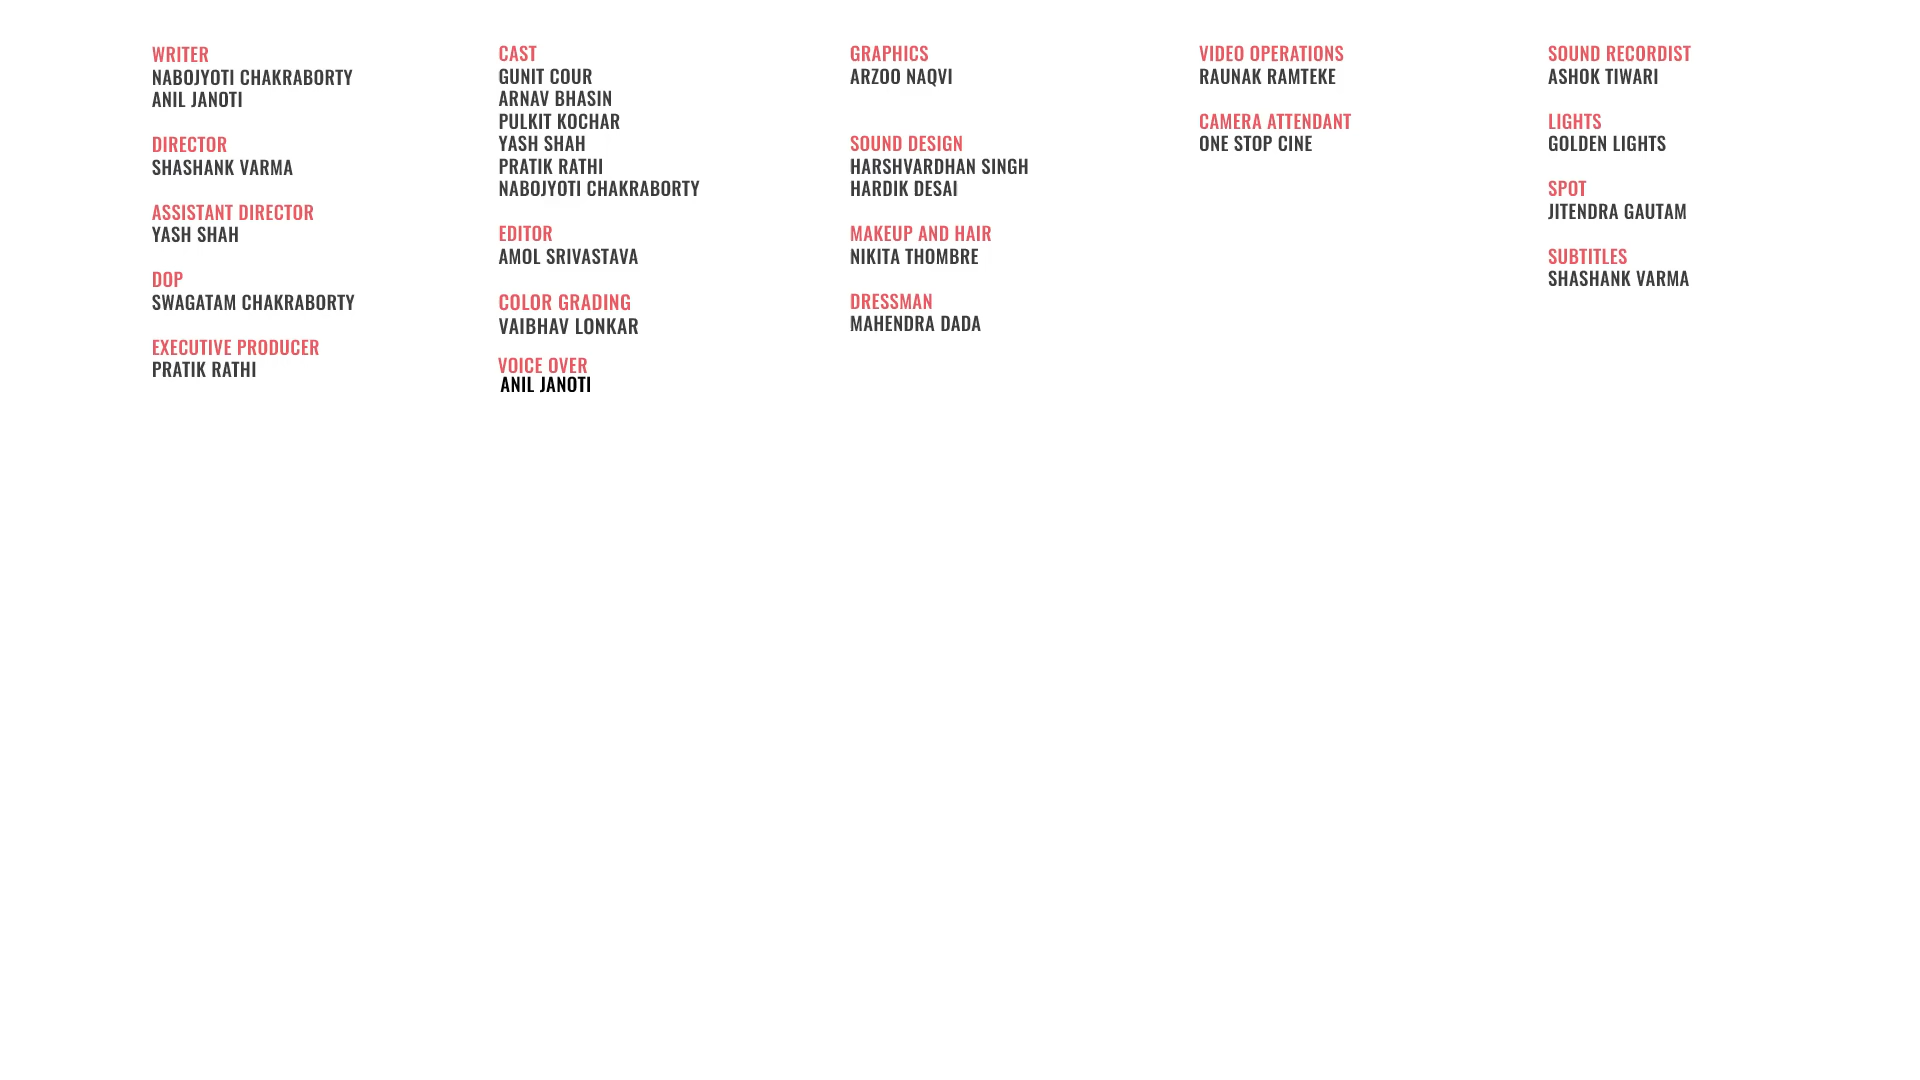 WRITER
NABOJYOTI CHAKRABORTY
ANIL JANOTI
DIRECTOR
SHASHANK VARMA
ASSISTANT DIRECTOR
YASH SHAH
DOP
SWAGATAM CHAKRABORTY
EXECUTIVE PRODUCER
PRATIK RATHI
CAST
GUNIT COUR
ARNAV BHASIN
PULKIT KOCHAR
YASH SHAH
PRATIK RATHI
NABOJYOTI CHAKRABORTY
EDITOR
AMOL SRIVASTAVA
COLOR GRADING
VAIBHAV LONKAR
VOICE OVER
ANIL JANOTI
GRAPHICS
ARZOO NAQVI
SOUND DESIGN
HARSHVARDHAN SINGH
HARDIK DESAI
MAKEUP AND HAIR
NIKITA THOMBRE
DRESSMAN
MAHENDRA DADA
VIDEO OPERATIONS
RAUNAK RAMTEKE
CAMERA ATTENDANT
ONE STOP CINE
SOUND RECORDIST
ASHOK TIWARI
LIGHTS
GOLDEN LIGHTS
SPOT
JITENDRA GAUTAM
SUBTITLES
SHASHANK VARMA